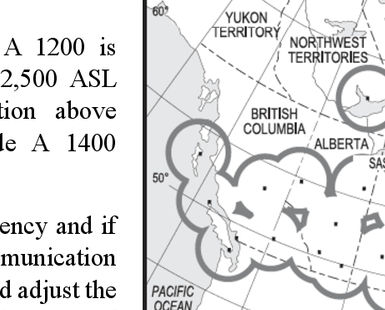 A 1200 is
2,500 ASL
tion above
A 1400
ency and if
munication
d adjust the
60°
YUKON
TERRITORY
NORTHWEST
TERRITORIES
BRITISH
COLUMBIA
ALBERTA
SAS
50°
PACIFIC
OCEAN